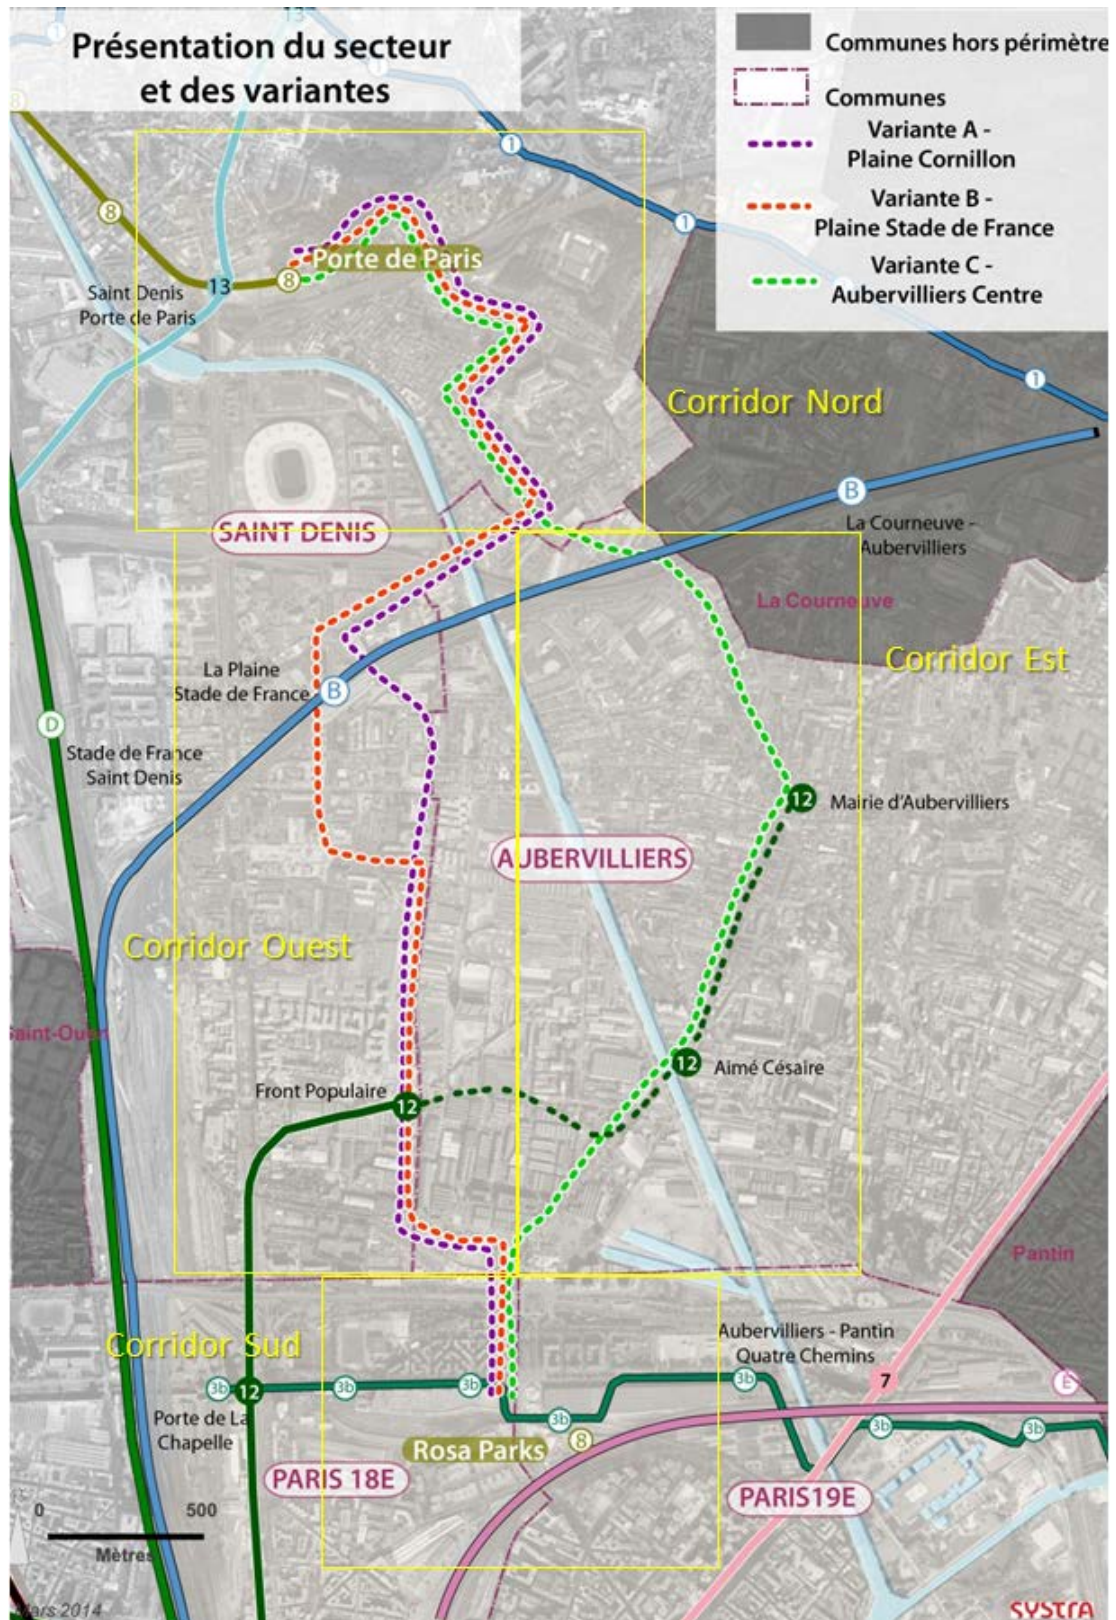 Présentation du secteur
et des variantes
Communes hors périmètre
Communes
Variante A -
Plaine Cornillon
Variante B -
Plaine Stade de France
Variante C -
Aubervilliers Centre
13
1
1
8
1
8
1
Porte de Paris
8
13
Saint Denis
Porte de Paris
1
Corridor Nord
B
La Courneuve -
Aubervilliers
SAINT DENIS
La Courneuve
Corridor Est
La Plaine
Stade de France
B
D
Stade de France
Saint Denis
12
Mairie d'Aubervilliers
AUBERVILLIERS
Corridor Ouest
Saint-Ouen
12
Aimé Césaire
Front Populaire
12
Pantin
Corridor Sud
Aubervilliers - Pantin
Quatre Chemins
7
E
3b
12
3b
3b
3b
3b
3b
3b
Porte de La
Chapelle
Rosa Parks
8
PARIS 18E
PARIS19E
0
500
Mètres
Mars 2014
SYSTRA